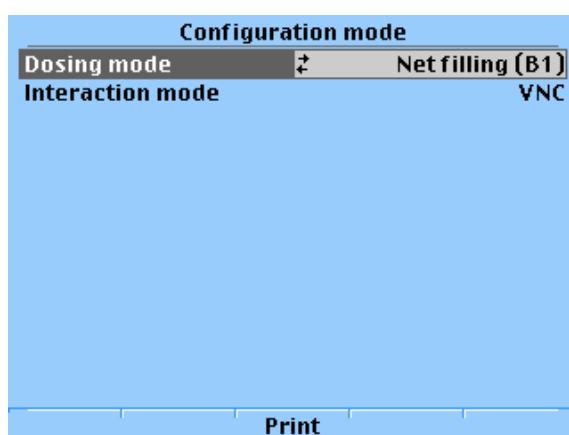 Configuration mode
Dosing mode Net filling (B1)
Interaction mode VNC
Print